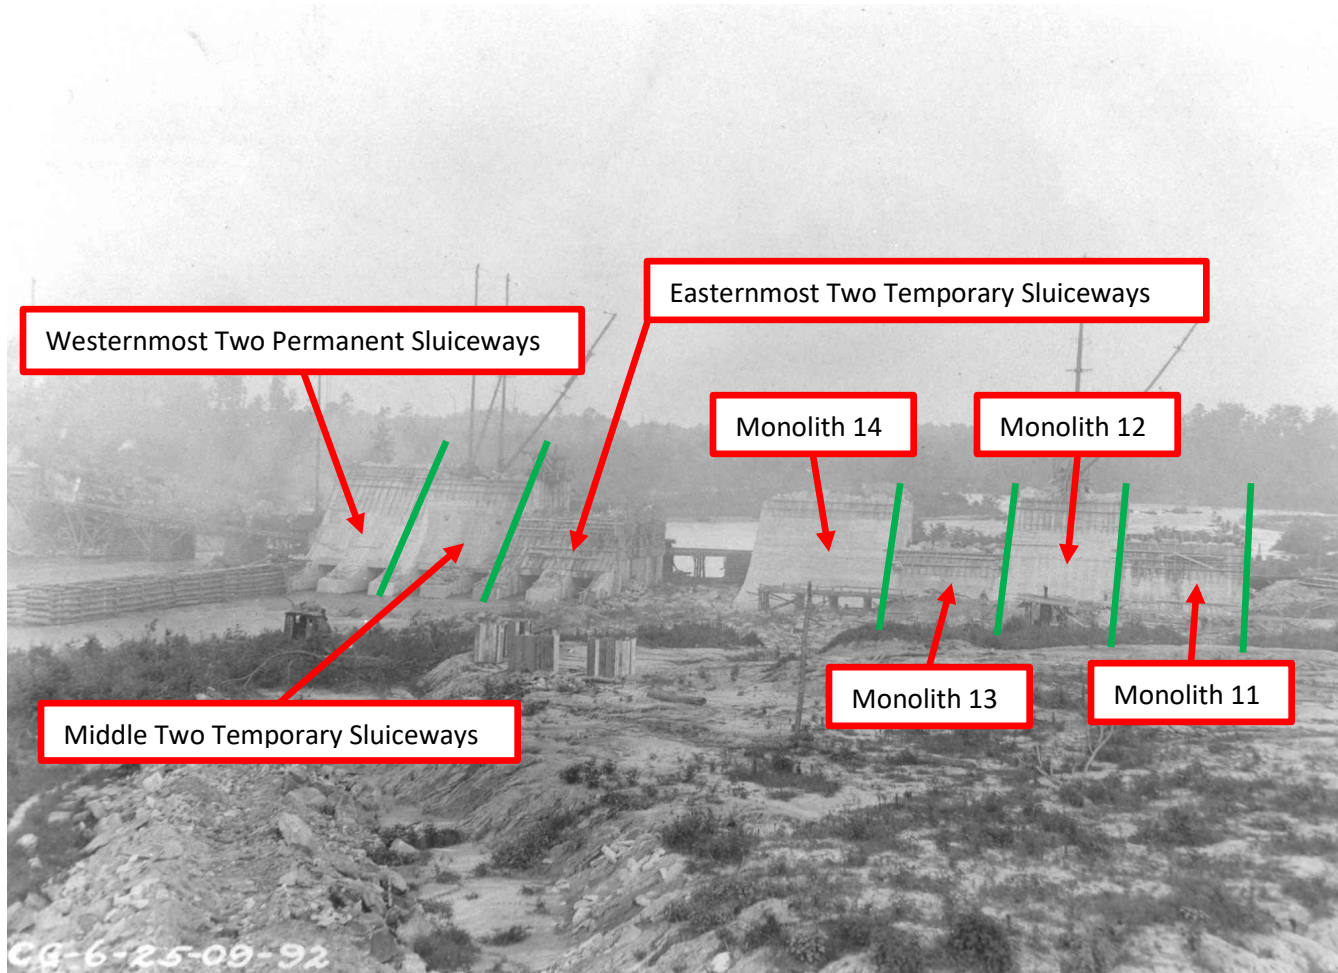 Easternmost Two Temporary Sluiceways
Westernmost Two Permanent Sluiceways
Monolith 14
Monolith 12
Monolith 13
Monolith 11
Middle Two Temporary Sluiceways
CG-6-25-09-92